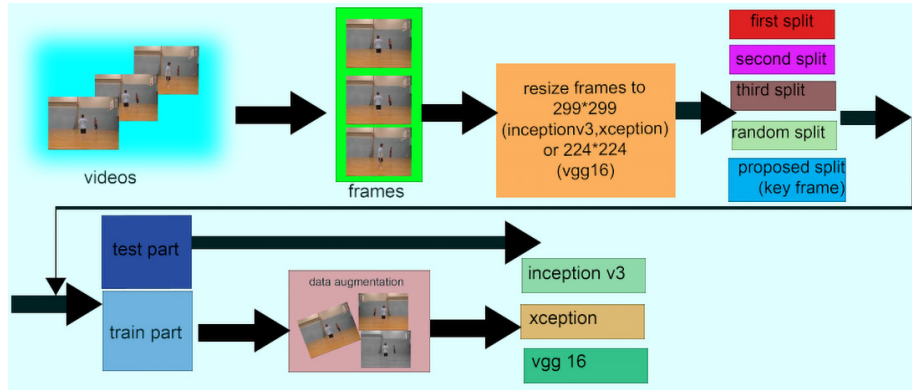 videos
frames
resize frames to
299*299
(inceptionv3,xception)
or 224*224
(vgg16)
first split
second split
third split
random split
proposed split
(key frame)
test part
train part
data augmentation
inception v3
xception
vgg 16